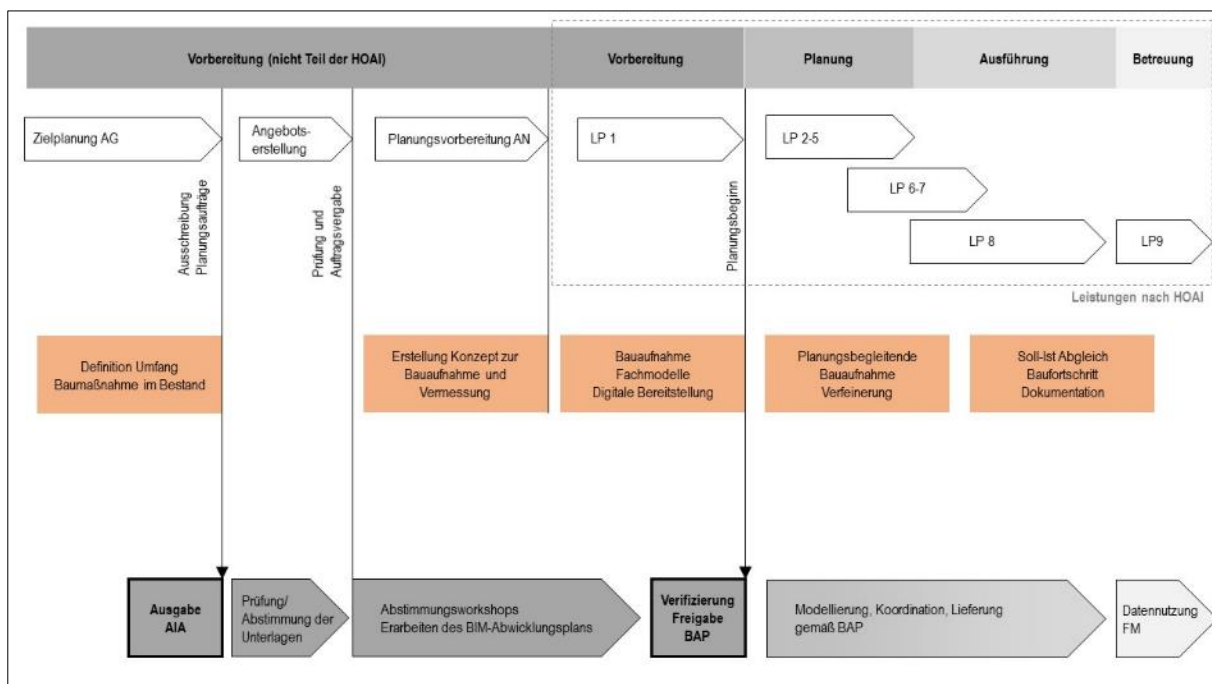 Vorbereitung (nicht Teil der HOAI)
Vorbereitung
Planung
Ausführung
Betreuung
Zielplanung AG
Angebots-
erstellung
Planungsvorbereitung AN
LP 1
LP 2-5
LP 6-7
LP 8
LP9
Ausschreibung
Planungsaufträge
Prüfung und
Auftragsvergabe
Planungsbeginn
Leistungen nach HOAI
Definition Umfang
Baumaßnahme im Bestand
Erstellung Konzept zur
Bauaufnahme und
Vermessung
Bauaufnahme
Fachmodelle
Digitale Bereitstellung
Planungsbegleitende
Bauaufnahme
Verfeinerung
Soll-Ist Abgleich
Baufortschritt
Dokumentation
Ausgabe
AIA
Prüfung/
Abstimmung der
Unterlagen
Abstimmungsworkshops
Erarbeiten des BIM-Abwicklungsplans
Verifizierung
Freigabe
BAP
Modellierung, Koordination, Lieferung
gemäß BAP
Datennutzung
FM